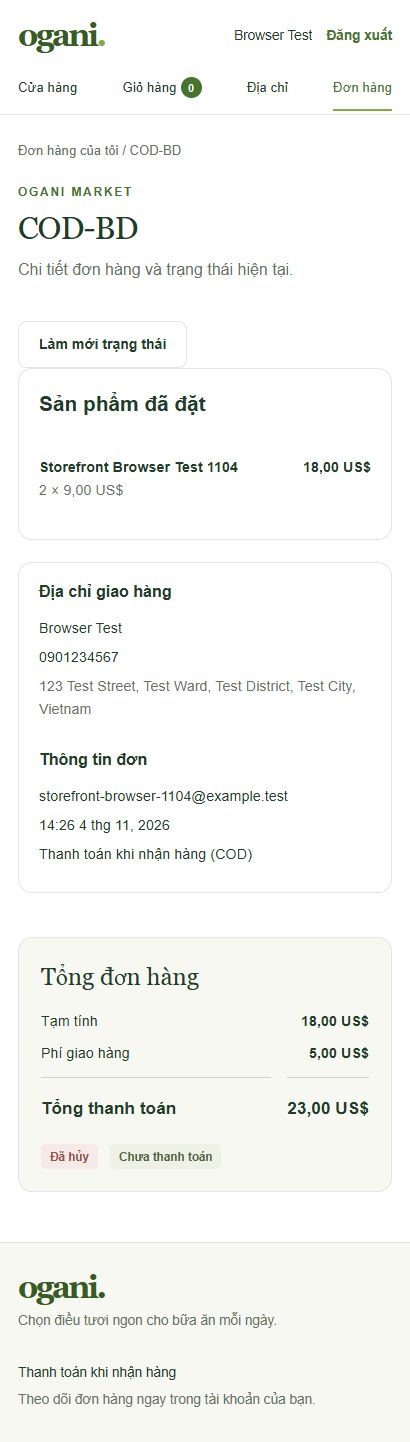 ogani.
Browser Test Đăng xuất
Cửa hàng Giỏ hàng 0 Địa chỉ Đơn hàng
Đơn hàng của tôi / COD-BD
OGANI MARKET
COD-BD
Chi tiết đơn hàng và trạng thái hiện tại.
Làm mới trạng thái
Sản phẩm đã đặt
Storefront Browser Test 1104 18,00 US$
2 × 9,00 US$
Địa chỉ giao hàng
Browser Test
0901234567
123 Test Street, Test Ward, Test District, Test City,
Vietnam
Thông tin đơn
storefront-browser-1104@example.test
14:26 4 thg 11, 2026
Thanh toán khi nhận hàng (COD)
Tổng đơn hàng
Tạm tính 18,00 US$
Phí giao hàng 5,00 US$
Tổng thanh toán 23,00 US$
Đã hủy Chưa thanh toán
ogani.
Chọn điều tươi ngon cho bữa ăn mỗi ngày.
Thanh toán khi nhận hàng
Theo dõi đơn hàng ngay trong tài khoản của bạn.